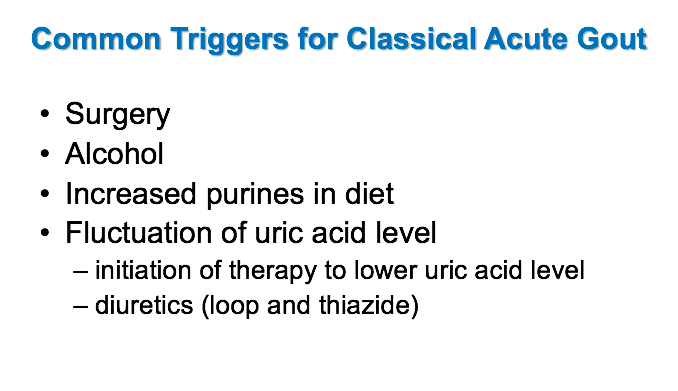 Common Triggers for Classical Acute Gout
• Surgery
• Alcohol
• Increased purines in diet
• Fluctuation of uric acid level
– initiation of therapy to lower uric acid level
– diuretics (loop and thiazide)